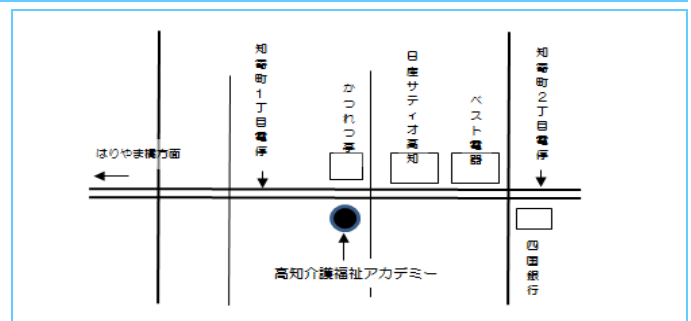 はりやま橋方面
知寄町1丁目電停
かつれつ亭
日産サティオ高知
ベスト電器
知寄町2丁目電停
四国銀行
高知介護福祉アカデミー